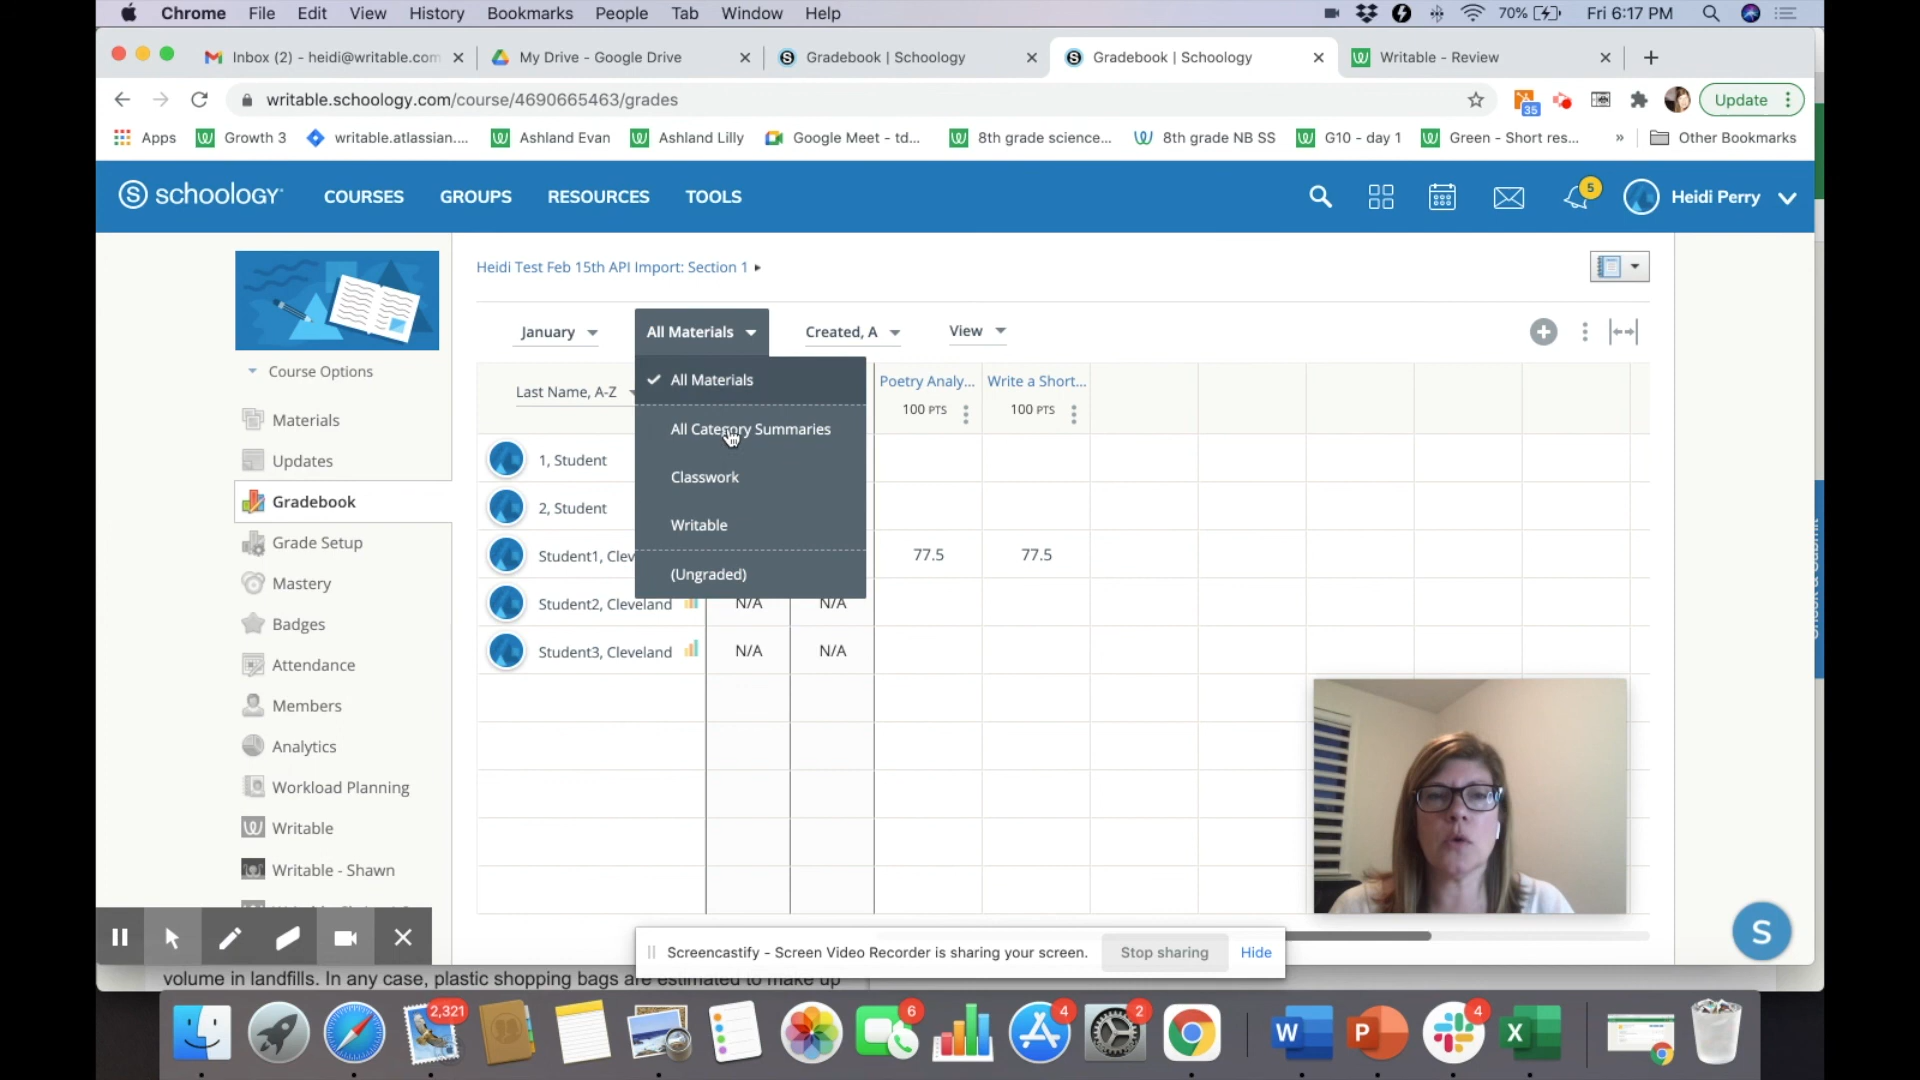 Chrome File Edit View History Bookmarks People Tab Window Help 70% Fri 6:17 PM
Inbox (2) - heidi@writable.com
My Drive - Google Drive
Gradebook | Schoology
Gradebook | Schoology
Writable - Review
writable.schoology.com/course/4690665463/grades
35
Update
Apps Growth 3 writable.atlassian.... Ashland Evan Ashland Lilly Google Meet - td... 8th grade science... 8th grade NB SS G10 - day 1 Green - Short res... » Other Bookmarks
S schoology COURSES GROUPS RESOURCES TOOLS 5 Heidi Perry
Heidi Test Feb 15th API Import: Section 1
January All Materials Created, A View
Course Options
Materials
Updates
Gradebook
Grade Setup
Mastery
Badges
Attendance
Members
Analytics
Workload Planning
Writable
Writable - Shawn
Last Name, A-Z
All Materials
All Category Summaries
Classwork
Writable
(Ungraded)
Poetry Analy... Write a Short...
100 PTS 100 PTS
1, Student
2, Student
Student1, Clev 77.5 77.5
Student2, Cleveland N/A N/A
Student3, Cleveland N/A N/A
S
Screencastify - Screen Video Recorder is sharing your screen. Stop sharing Hide
volume in landfills. In any case, plastic shopping bags are estimated to make up
2,321 6 4 2 W P 4 X